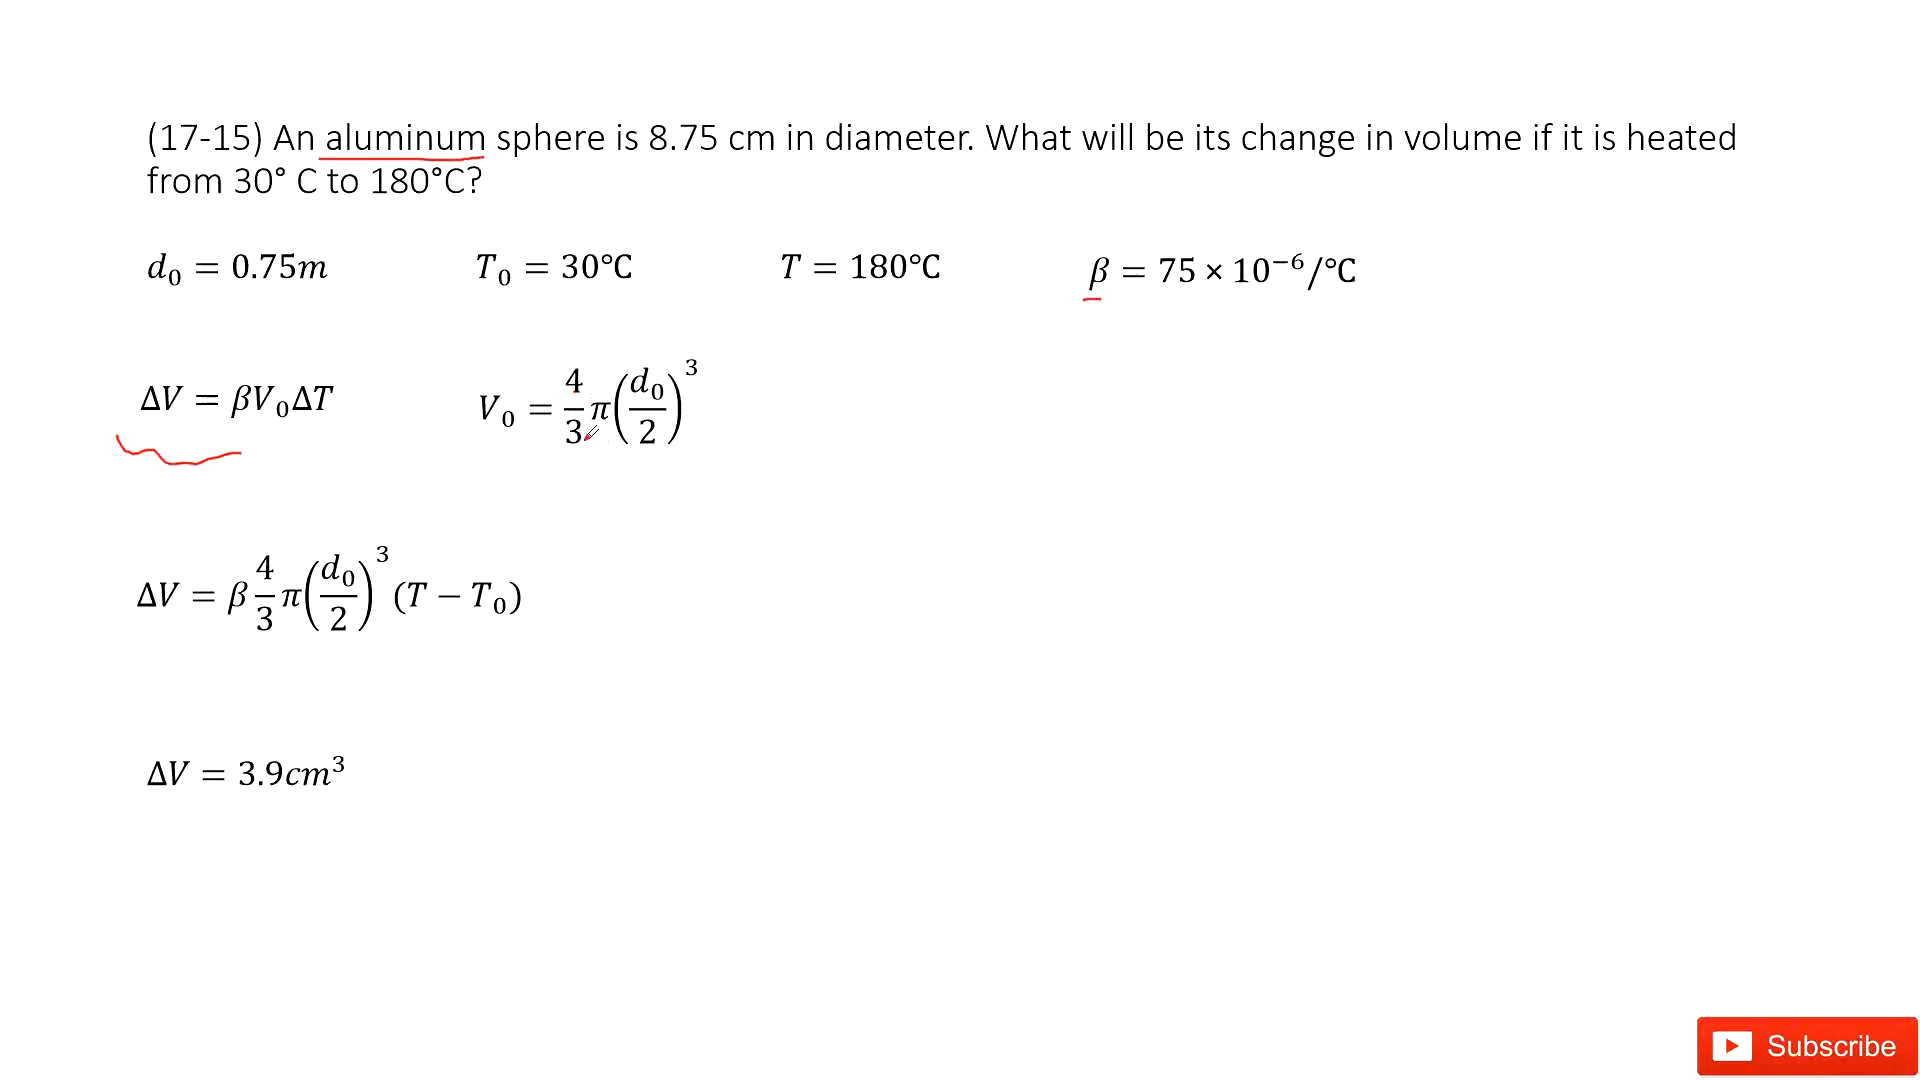 (17-15) An aluminum sphere is 8.75 cm in diameter. What will be its change in volume if it is heated
from 30° C to 180°C?
d₀ = 0.75m T₀ = 30℃ T = 180℃ β = 75 × 10⁻⁶/℃
ΔV = βV₀ΔT V₀ = 4/3 π(d₀/2)³
ΔV = β 4/3 π(d₀/2)³ (T − T₀)
ΔV = 3.9cm³
Subscribe